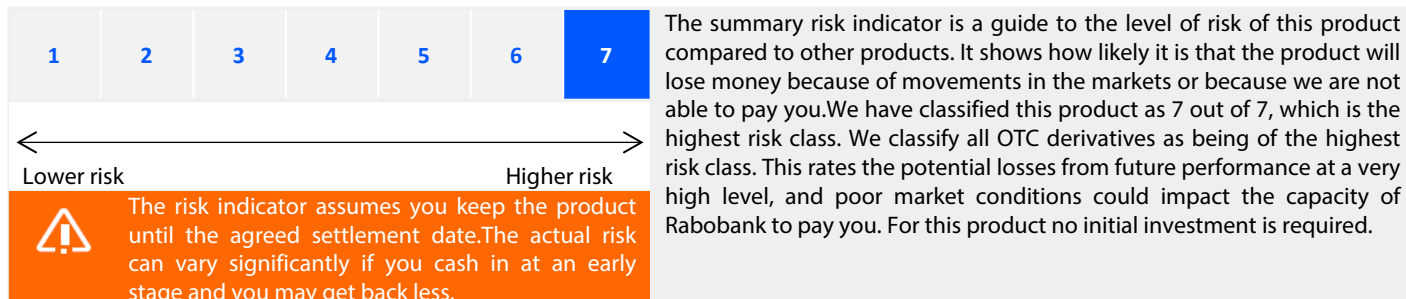 1 2 3 4 5 6 7
Lower risk Higher risk
The risk indicator assumes you keep the product
until the agreed settlement date.The actual risk
can vary significantly if you cash in at an early
stage and you may get back less.
The summary risk indicator is a guide to the level of risk of this product
compared to other products. It shows how likely it is that the product will
lose money because of movements in the markets or because we are not
able to pay you.We have classified this product as 7 out of 7, which is the
highest risk class. We classify all OTC derivatives as being of the highest
risk class. This rates the potential losses from future performance at a very
high level, and poor market conditions could impact the capacity of
Rabobank to pay you. For this product no initial investment is required.